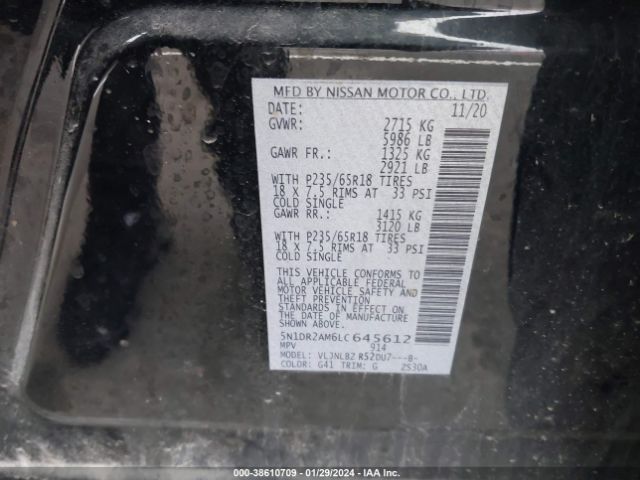 MFD BY NISSAN MOTOR CO., LTD.
DATE: 11/20
GVWR: 2715 KG
5986 LB
GAWR FR.: 1325 KG
2921 LB
WITH P235/65R18 TIRES
18 X 7.5 RIMS AT 33 PSI
COLD SINGLE
GAWR RR.: 1415 KG
3120 LB
WITH P235/65R18 TIRES
18 X 7.5 RIMS AT 33 PSI
COLD SINGLE
THIS VEHICLE CONFORMS TO
ALL APPLICABLE FEDERAL
MOTOR VEHICLE SAFETY AND
THEFT PREVENTION
STANDARDS IN EFFECT ON
THE DATE OF MANUFACTURE
SHOWN ABOVE.
5N1DR2AM6LC645612
MPV 914
MODEL: VLJNLB2 R52DU7---B-
COLOR: G41 TRIM: G 2S30A
000-38610709 - 01/29/2024 - IAA Inc.